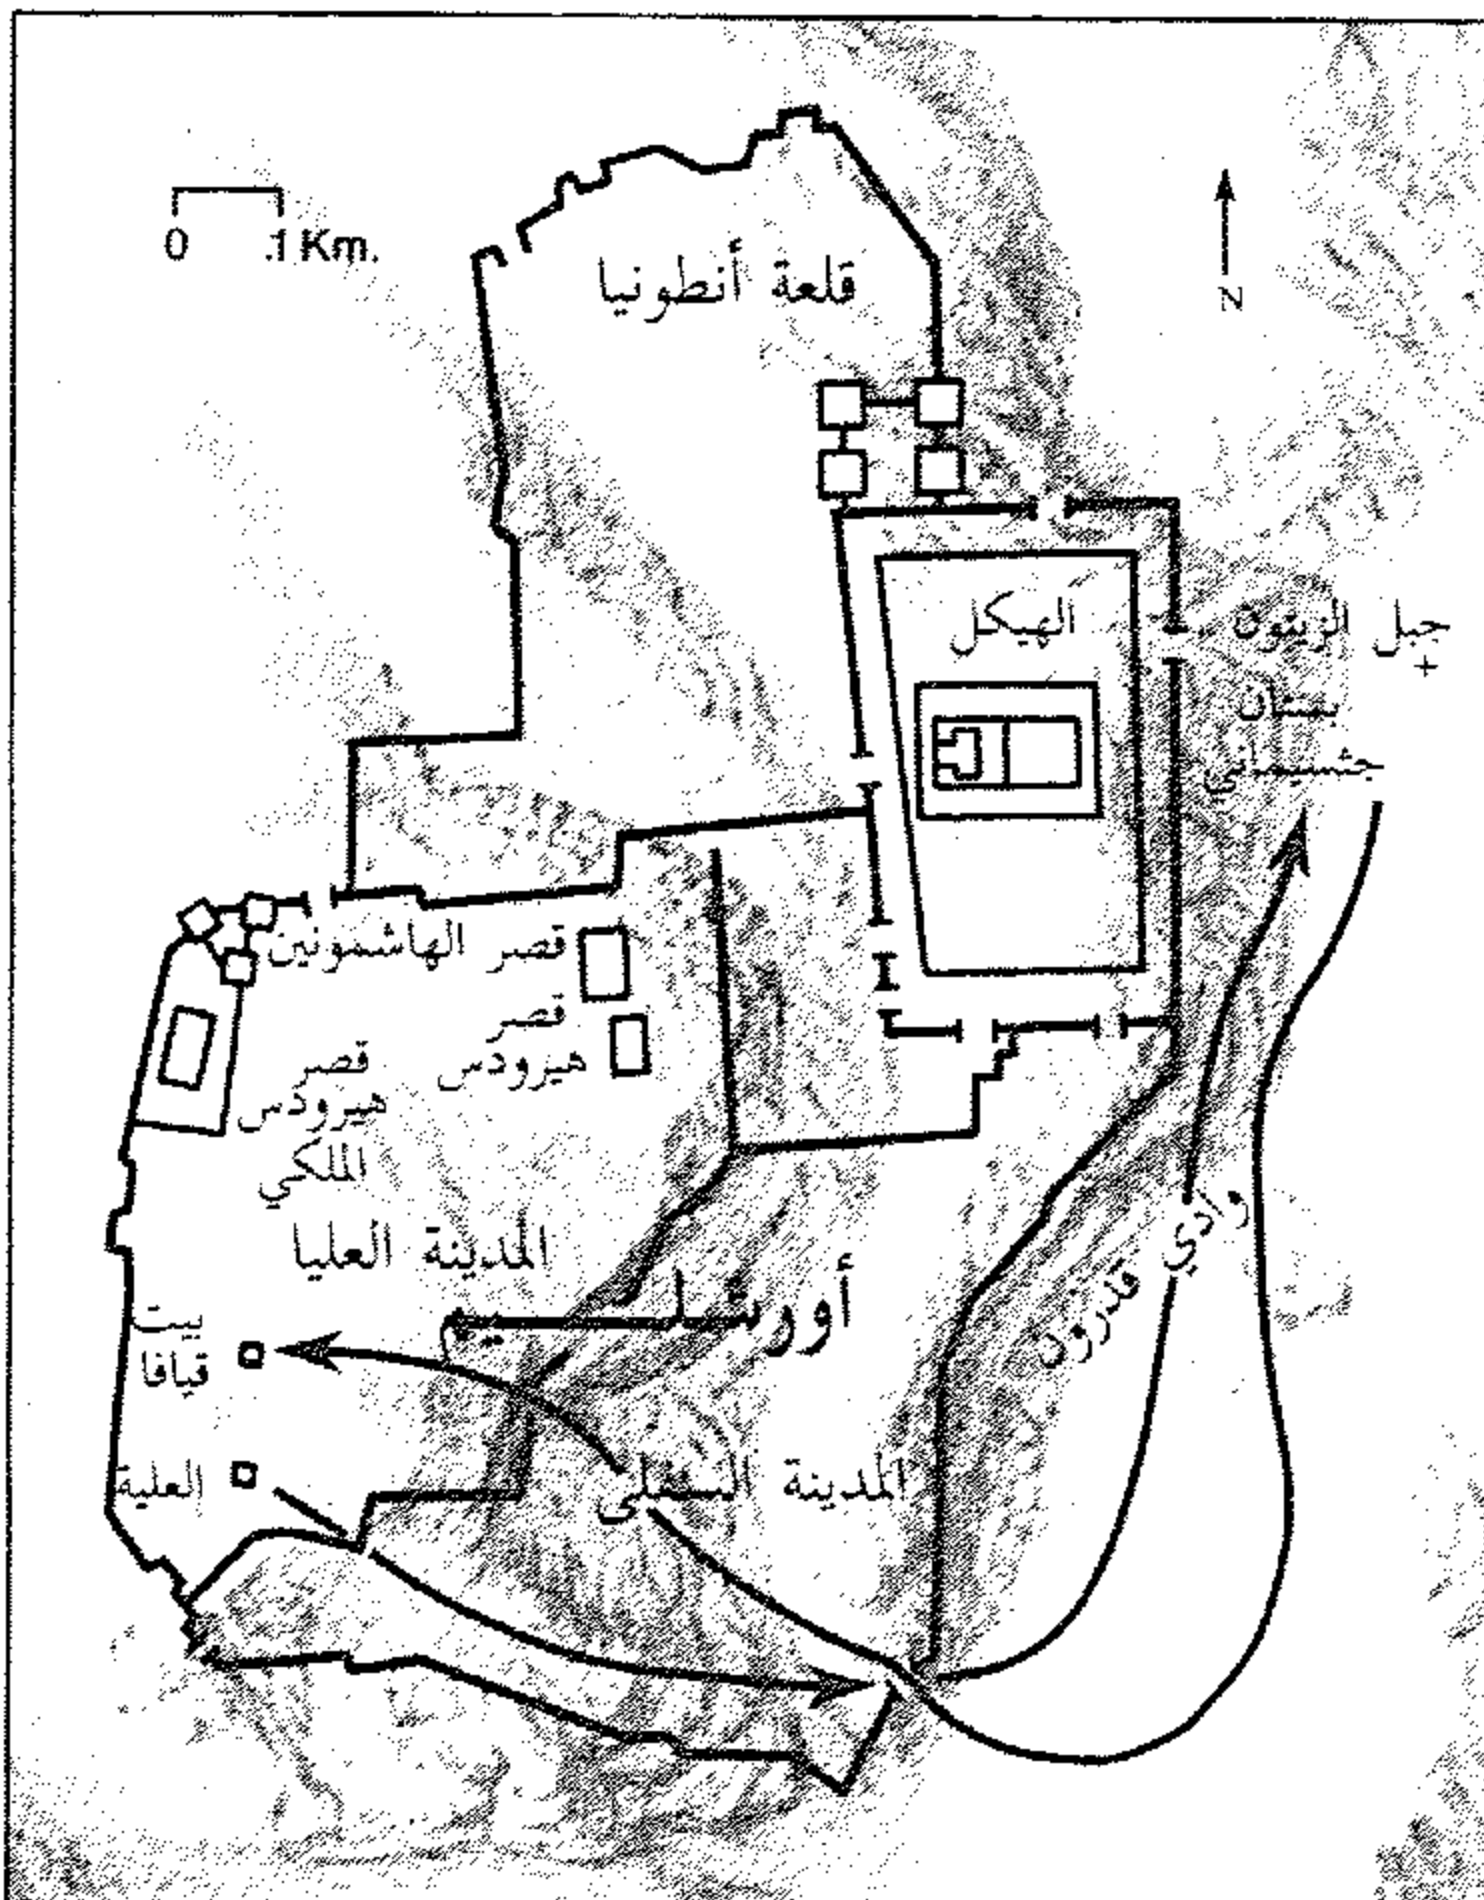 0 .1 Km.
قلعة أنطونيا
N
الهيكل
جبل الزيتون
+
بستان
جثسيماني
قصر الهاشمونين
قصر
هيرودس
قصر
هيرودس
الملكي
المدينة العليا
أورشليم
وادي قدرون
بيت
قيافا
المدينة السفلى
العلية